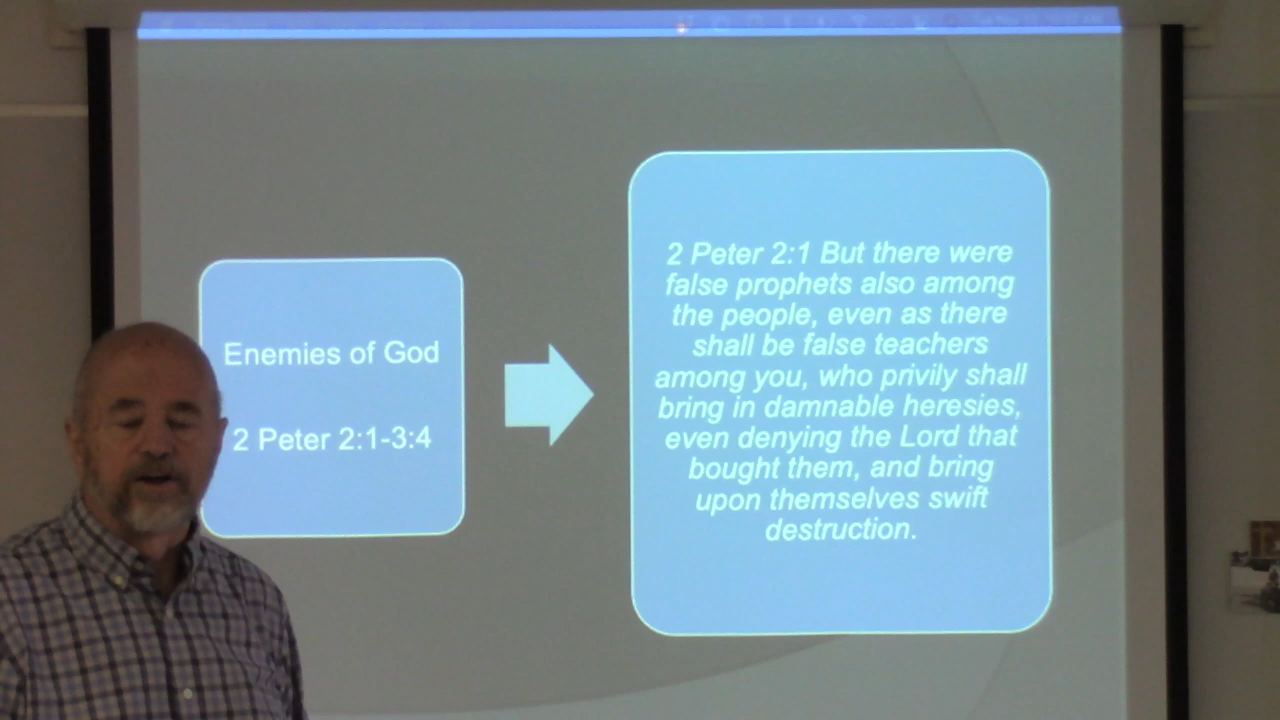 Enemies of God
2 Peter 2:1-3:4
2 Peter 2:1 But there were
false prophets also among
the people, even as there
shall be false teachers
among you, who privily shall
bring in damnable heresies,
even denying the Lord that
bought them, and bring
upon themselves swift
destruction.